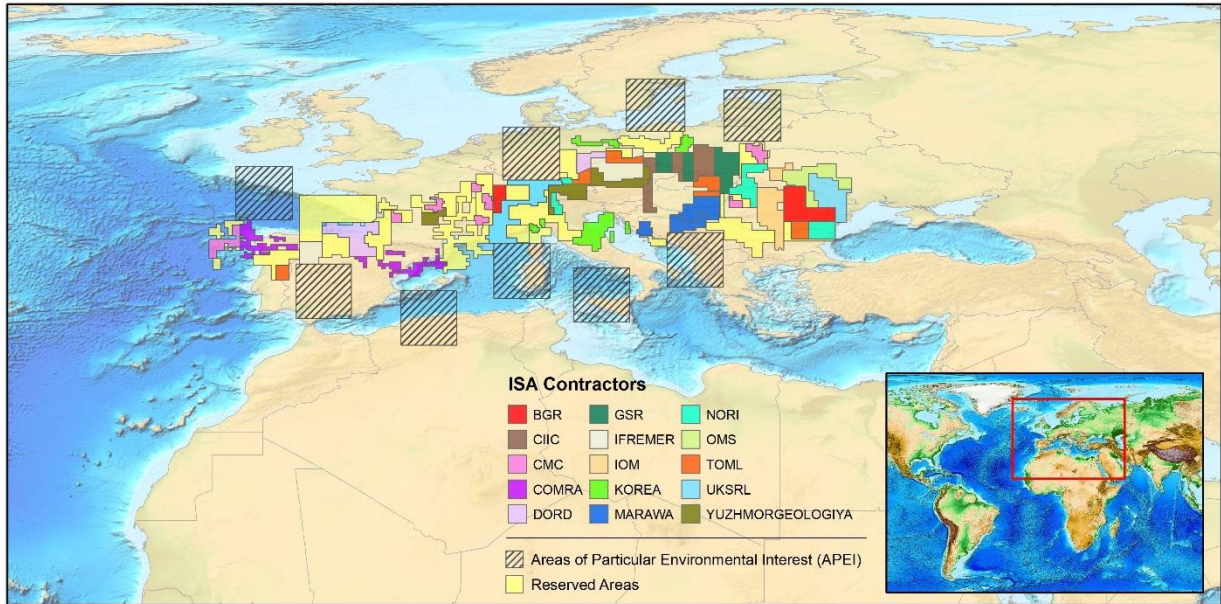 ISA Contractors
BGR GSR NORI
CIIC IFREMER OMS
CMC IOM TOML
COMRA KOREA UKSRL
DORD MARAWA YUZHMORGEOLOGIYA
Areas of Particular Environmental Interest (APEI)
Reserved Areas